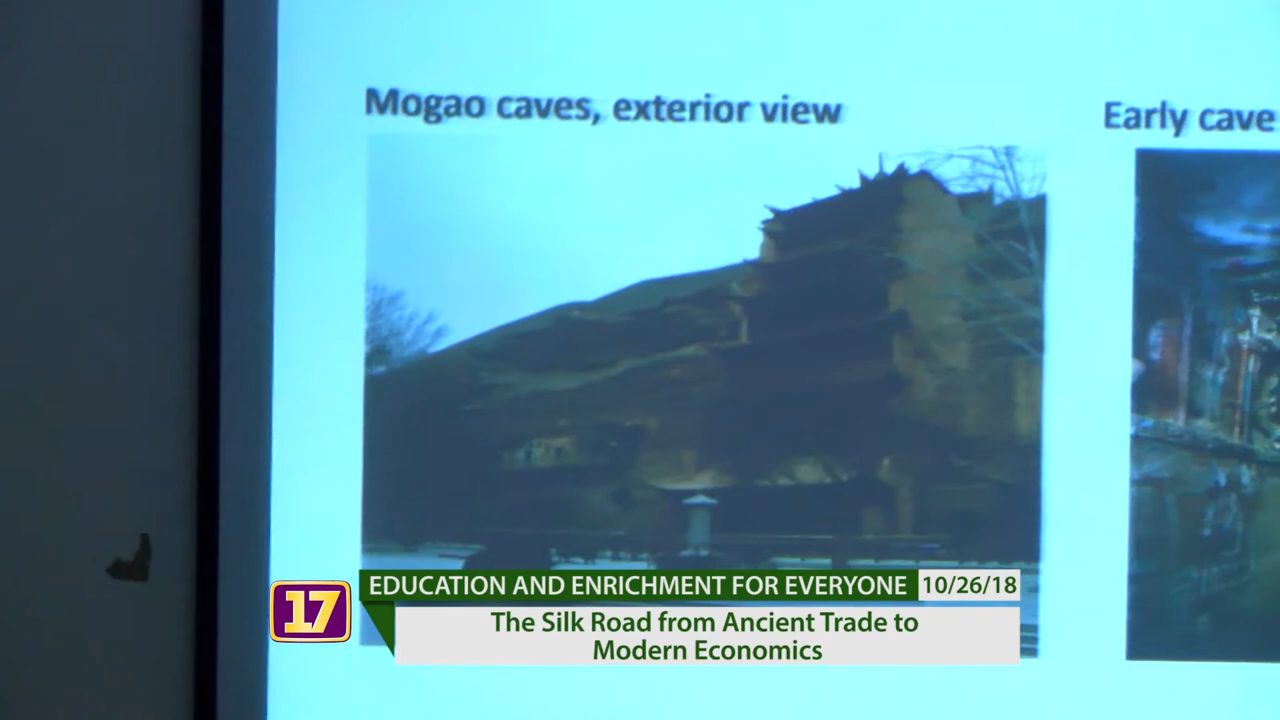 Mogao caves, exterior view
Early cave
17
EDUCATION AND ENRICHMENT FOR EVERYONE 10/26/18
The Silk Road from Ancient Trade to
Modern Economics